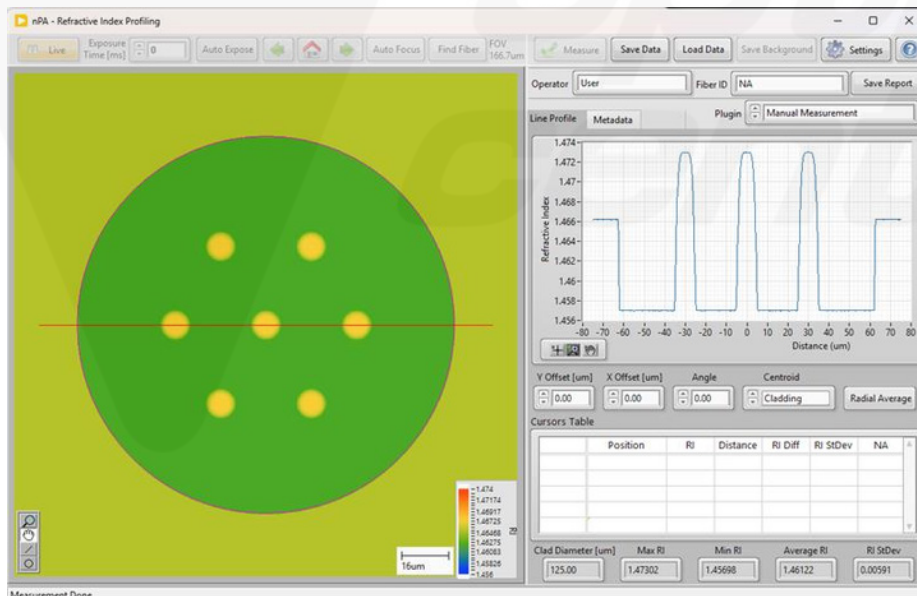 nPA - Refractive Index Profiling
Live
Exposure Time [ms]
0
Auto Expose
Auto Focus
Find Fiber
FOV 166.7um
Measure
Save Data
Load Data
Save Background
Settings
Operator
User
Fiber ID
NA
Save Report
Line Profile
Metadata
Plugin
Manual Measurement
Refractive Index
1.474
1.472
1.47
1.468
1.466
1.464
1.462
1.46
1.458
1.456
-80 -70 -60 -50 -40 -30 -20 -10 0 10 20 30 40 50 60 70 80
Distance (um)
Y Offset [um]
X Offset [um]
Angle
Centroid
0.00
0.00
0.00
Cladding
Radial Average
Cursors Table
Position RI Distance RI Diff RI StDev NA
1.474
1.47174
1.46917
1.46725
1.46468
1.46275
1.46083
1.45826
1.456
RI
16um
Clad Diameter [um] Max RI Min RI Average RI RI StDev
125.00 1.47302 1.45698 1.46122 0.00591
Measurement Done